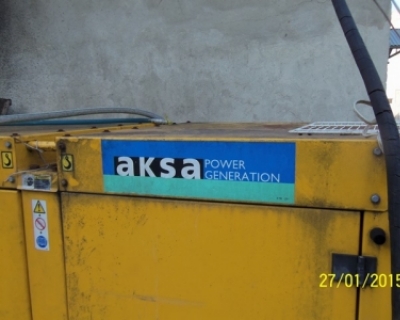 aksa POWER
GENERATION
27/01/2015